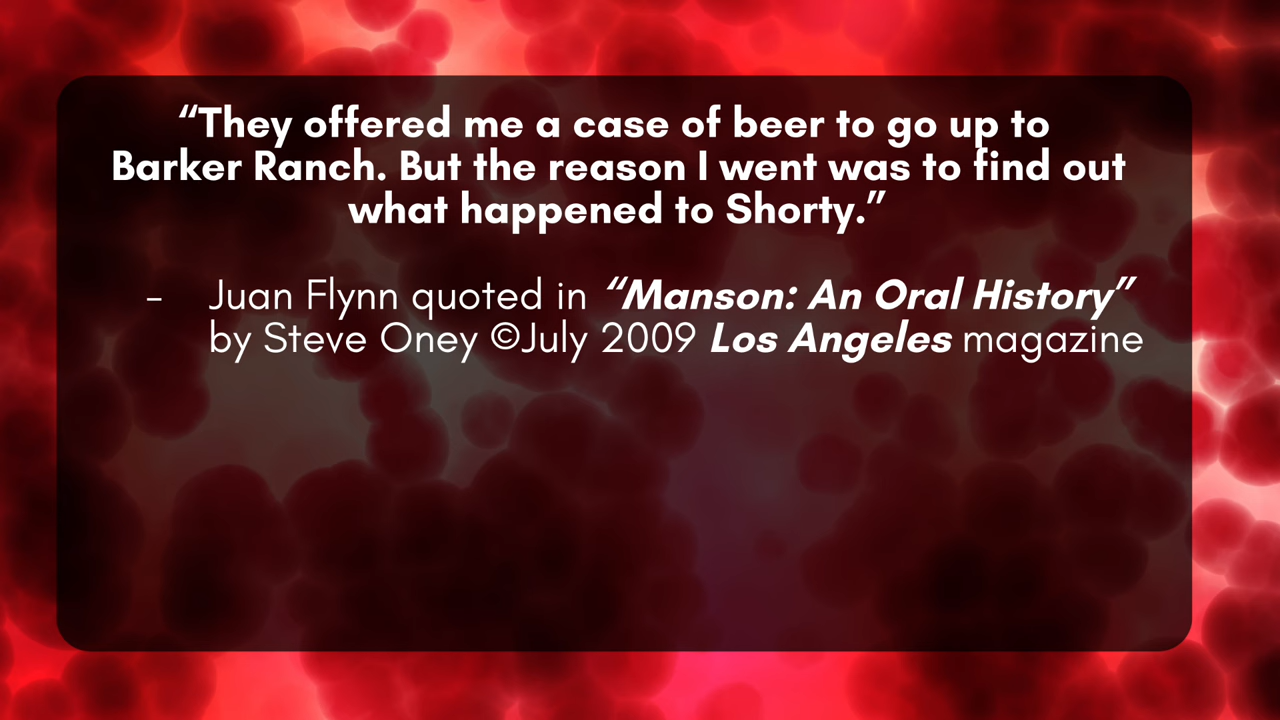 “They offered me a case of beer to go up to
Barker Ranch. But the reason I went was to find out
what happened to Shorty.”
- Juan Flynn quoted in “Manson: An Oral History”
by Steve Oney ©July 2009 Los Angeles magazine